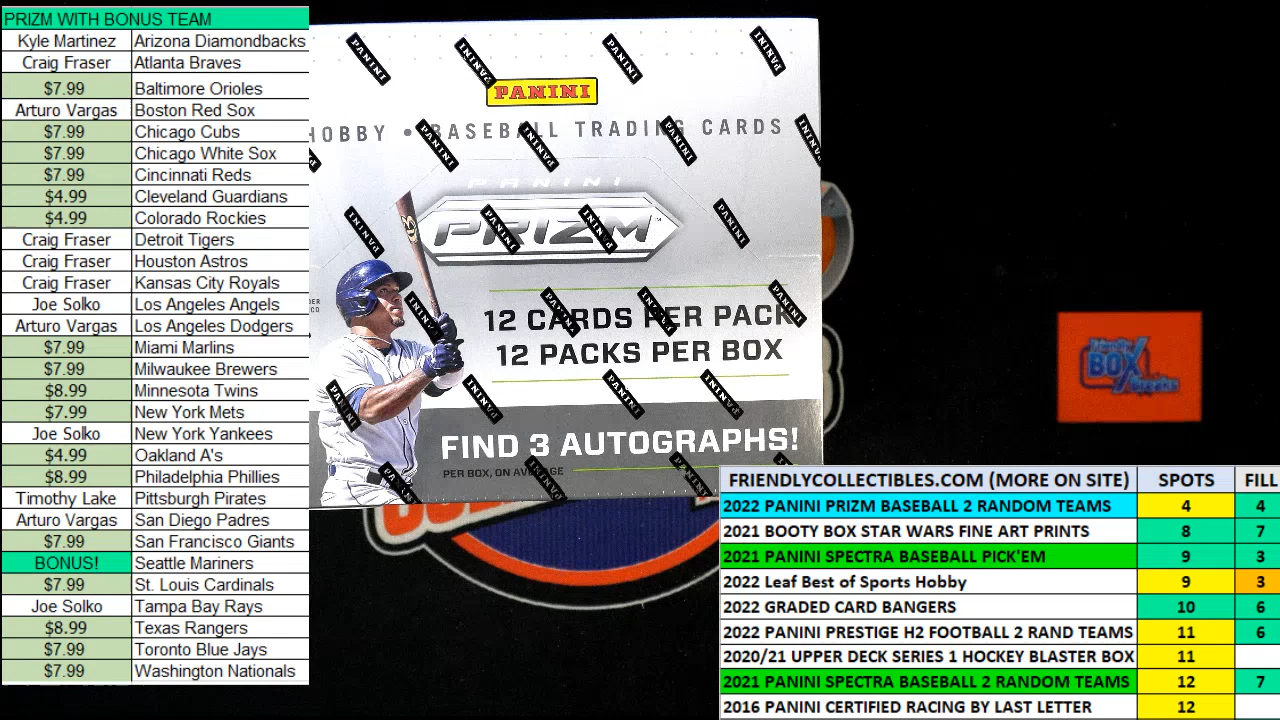 PRIZM WITH BONUS TEAM
Kyle Martinez Arizona Diamondbacks
Craig Fraser Atlanta Braves
$7.99 Baltimore Orioles
Arturo Vargas Boston Red Sox
$7.99 Chicago Cubs
$7.99 Chicago White Sox
$7.99 Cincinnati Reds
$4.99 Cleveland Guardians
$4.99 Colorado Rockies
Craig Fraser Detroit Tigers
Craig Fraser Houston Astros
Craig Fraser Kansas City Royals
Joe Solko Los Angeles Angels
Arturo Vargas Los Angeles Dodgers
$7.99 Miami Marlins
$7.99 Milwaukee Brewers
$8.99 Minnesota Twins
$7.99 New York Mets
Joe Solko New York Yankees
$4.99 Oakland A's
$8.99 Philadelphia Phillies
Timothy Lake Pittsburgh Pirates
Arturo Vargas San Diego Padres
$7.99 San Francisco Giants
BONUS! Seattle Mariners
$7.99 St. Louis Cardinals
Joe Solko Tampa Bay Rays
$8.99 Texas Rangers
$7.99 Toronto Blue Jays
$7.99 Washington Nationals
PANINI
HOBBY • BASEBALL TRADING CARDS
PANINI
PRIZM
12 CARDS PER PACK
12 PACKS PER BOX
FIND 3 AUTOGRAPHS!
PER BOX, ON AVERAGE
Friendly
BOX
Breaks
FRIENDLYCOLLECTIBLES.COM (MORE ON SITE) SPOTS FILL
2022 PANINI PRIZM BASEBALL 2 RANDOM TEAMS 4 4
2021 BOOTY BOX STAR WARS FINE ART PRINTS 8 7
2021 PANINI SPECTRA BASEBALL PICK'EM 9 3
2022 Leaf Best of Sports Hobby 9 3
2022 GRADED CARD BANGERS 10 6
2022 PANINI PRESTIGE H2 FOOTBALL 2 RAND TEAMS 11 6
2020/21 UPPER DECK SERIES 1 HOCKEY BLASTER BOX 11
2021 PANINI SPECTRA BASEBALL 2 RANDOM TEAMS 12 7
2016 PANINI CERTIFIED RACING BY LAST LETTER 12